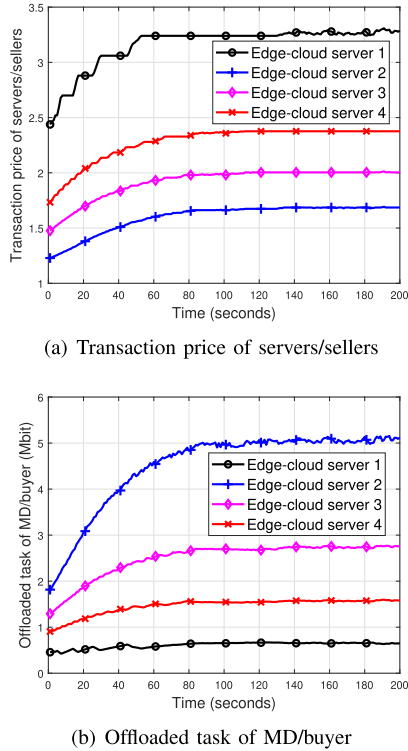 3.5
3
2.5
2
1.5
1
Transaction price of servers/sellers
Edge-cloud server 1
Edge-cloud server 2
Edge-cloud server 3
Edge-cloud server 4
0 20 40 60 80 100 120 140 160 180 200
Time (seconds)
(a) Transaction price of servers/sellers
6
5
4
3
2
1
0
Offloaded task of MD/buyer (Mbit)
Edge-cloud server 1
Edge-cloud server 2
Edge-cloud server 3
Edge-cloud server 4
0 20 40 60 80 100 120 140 160 180 200
Time (seconds)
(b) Offloaded task of MD/buyer